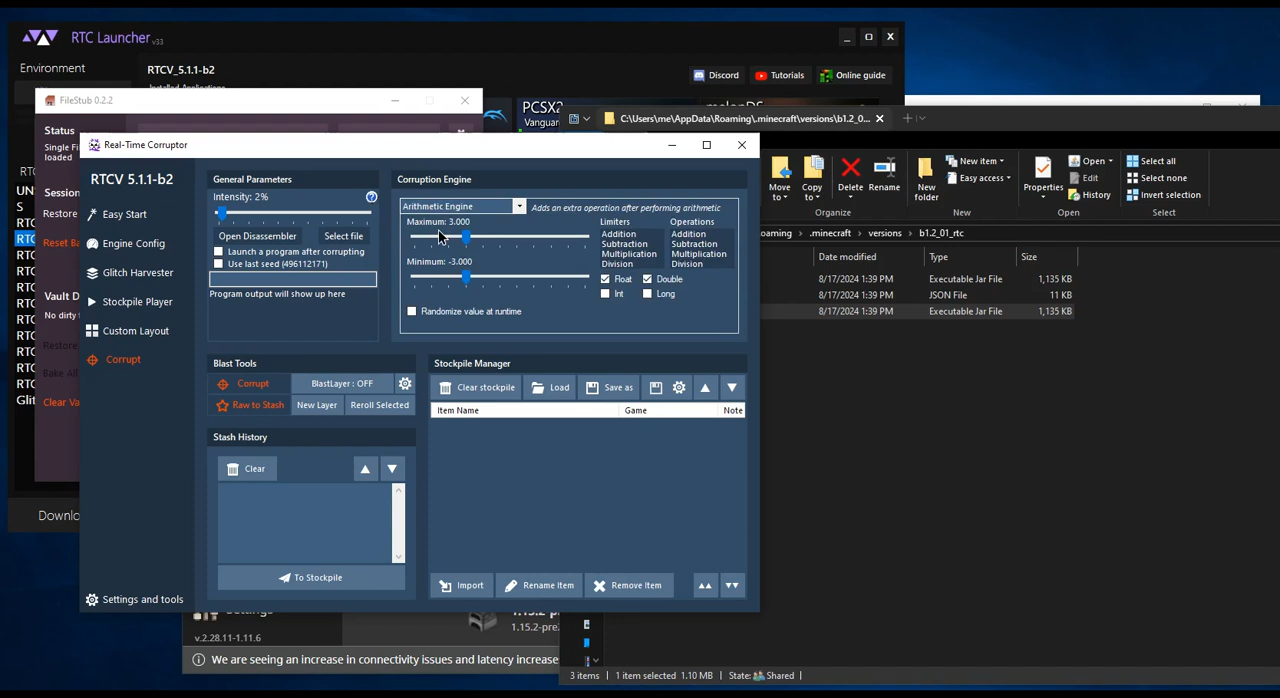 RTC Launcher v33
Environment
RTCV_5.1.1-b2
Discord
Tutorials
Online guide
FileStub 0.2.2
PCSX2
Vanguar
C:\Users\me\AppData\Roaming\.minecraft\versions\b1.2_0...
Status
Single Fi
loaded
Session
Restore
Reset Ba
Vault D
No dirty
Restore
Bake All
Clear Va
Real-Time Corruptor
RTCV 5.1.1-b2
Easy Start
Engine Config
Glitch Harvester
Stockpile Player
Custom Layout
Corrupt
Settings and tools
General Parameters
Intensity: 2%
Open Disassembler
Select file
Launch a program after corrupting
Use last seed (496112171)
Program output will show up here
Corruption Engine
Arithmetic Engine
Adds an extra operation after performing arithmetic
Maximum: 3.000
Minimum: -3.000
Limiters
Addition
Subtraction
Multiplication
Division
Operations
Addition
Subtraction
Multiplication
Division
Float
Double
Int
Long
Randomize value at runtime
Blast Tools
Corrupt
BlastLayer : OFF
Raw to Stash
New Layer
Reroll Selected
Stash History
Clear
To Stockpile
Stockpile Manager
Clear stockpile
Load
Save as
Item Name
Game
Note
Import
Rename Item
Remove Item
Move to
Copy to
Delete
Rename
Organize
New folder
New item
Easy access
New
Properties
Open
Edit
History
Open
Select all
Select none
Invert selection
Select
oaming › .minecraft › versions › b1.2_01_rtc
Date modified
Type
Size
8/17/2024 1:39 PM Executable Jar File 1,135 KB
8/17/2024 1:39 PM JSON File 11 KB
8/17/2024 1:39 PM Executable Jar File 1,135 KB
Downlo
v.2.28.11-1.11.6
1.15.2-pre
We are seeing an increase in connectivity issues and latency increase
3 items
1 item selected 1.10 MB
State: Shared